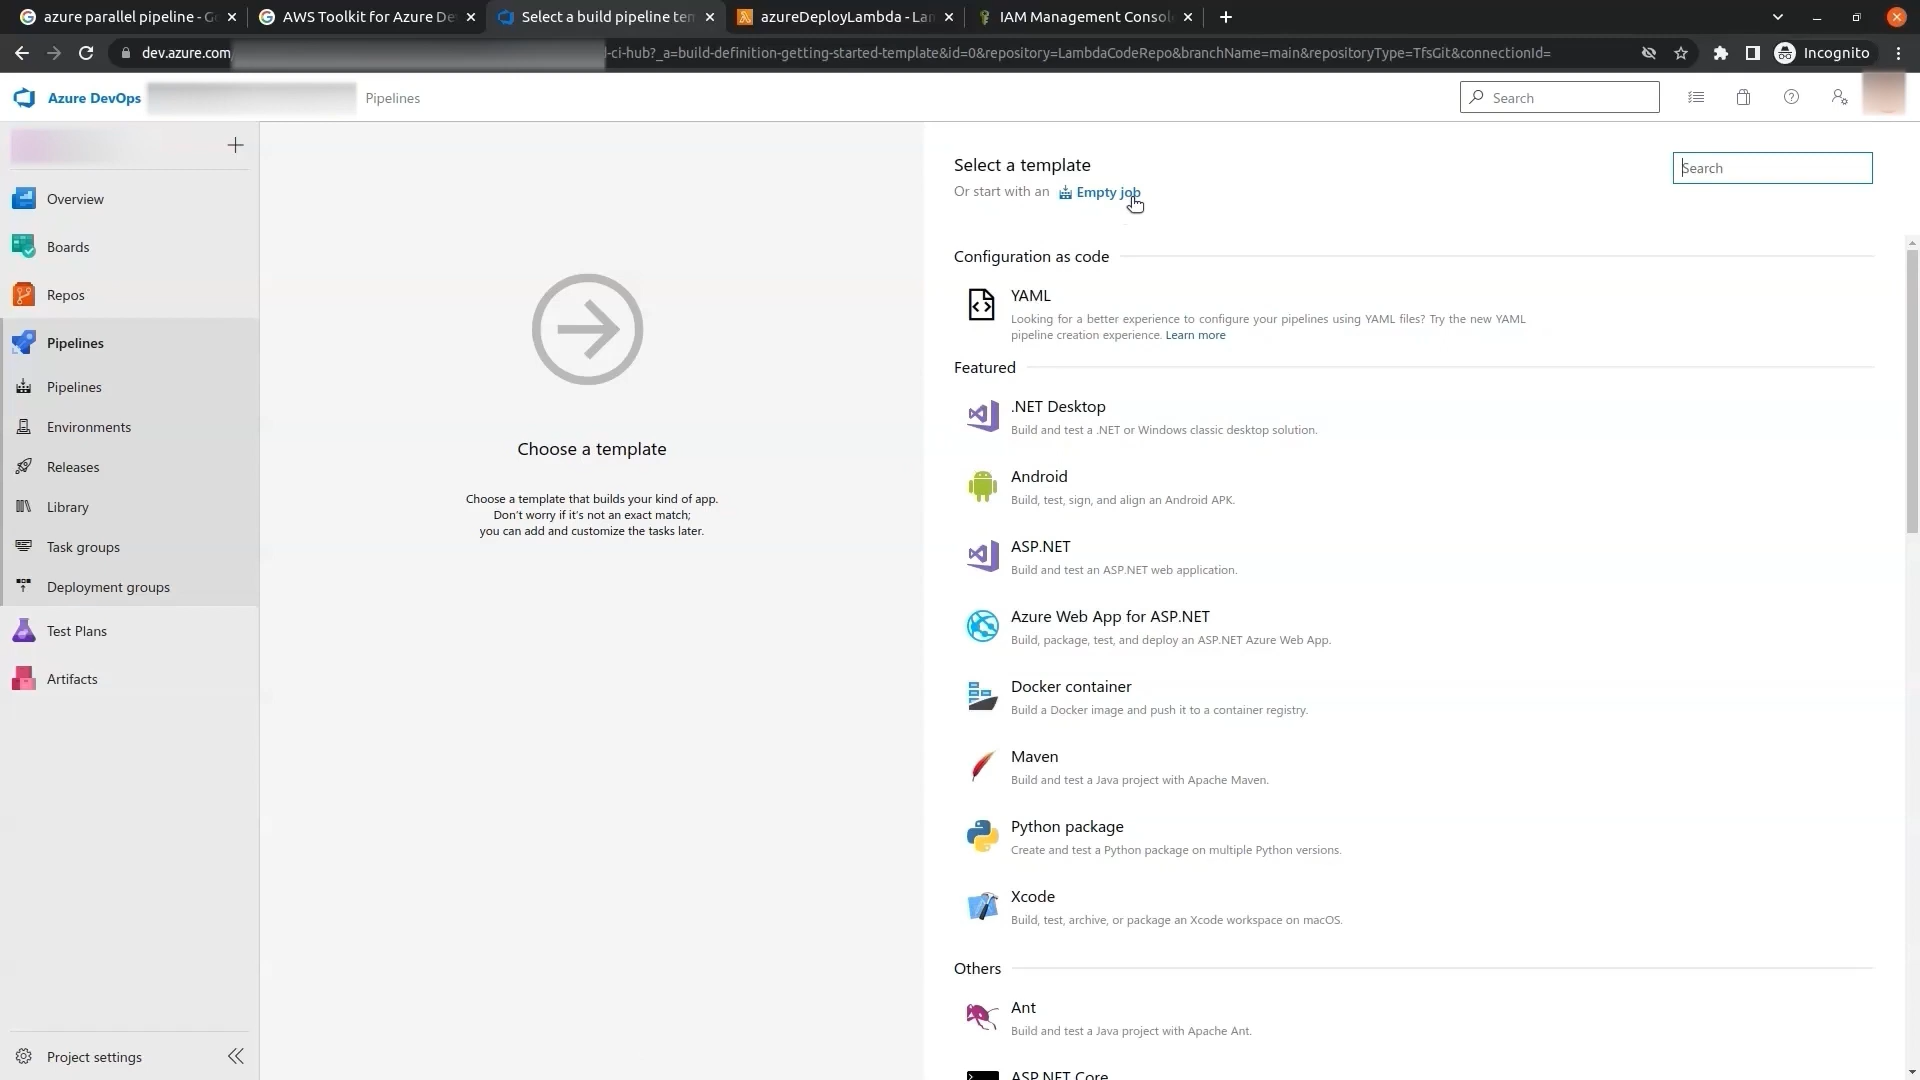 azure parallel pipeline - G
AWS Toolkit for Azure De
Select a build pipeline tem
azureDeployLambda - Lam
IAM Management Consol
dev.azure.com
-ci-hub?_a=build-definition-getting-started-template&id=0&repository=LambdaCodeRepo&branchName=main&repositoryType=TfsGit&connectionId=
Incognito
Azure DevOps
Pipelines
Search
Overview
Boards
Repos
Pipelines
Pipelines
Environments
Releases
Library
Task groups
Deployment groups
Test Plans
Artifacts
Project settings
Choose a template
Choose a template that builds your kind of app.
Don't worry if it's not an exact match;
you can add and customize the tasks later.
Select a template
Or start with an Empty job
Search
Configuration as code
YAML
Looking for a better experience to configure your pipelines using YAML files? Try the new YAML
pipeline creation experience. Learn more
Featured
.NET Desktop
Build and test a .NET or Windows classic desktop solution.
Android
Build, test, sign, and align an Android APK.
ASP.NET
Build and test an ASP.NET web application.
Azure Web App for ASP.NET
Build, package, test, and deploy an ASP.NET Azure Web App.
Docker container
Build a Docker image and push it to a container registry.
Maven
Build and test a Java project with Apache Maven.
Python package
Create and test a Python package on multiple Python versions.
Xcode
Build, test, archive, or package an Xcode workspace on macOS.
Others
Ant
Build and test a Java project with Apache Ant.
ASP.NET Core